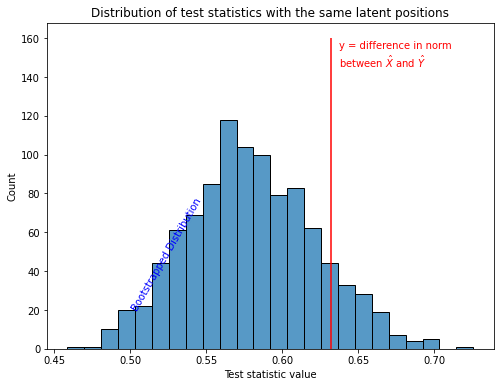 Distribution of test statistics with the same latent positions
160
140
120
100
80
60
40
20
0
Count
y = difference in norm
between X̂ and Ŷ
Bootstrapped Distribution
0.45
0.50
0.55
0.60
0.65
0.70
Test statistic value